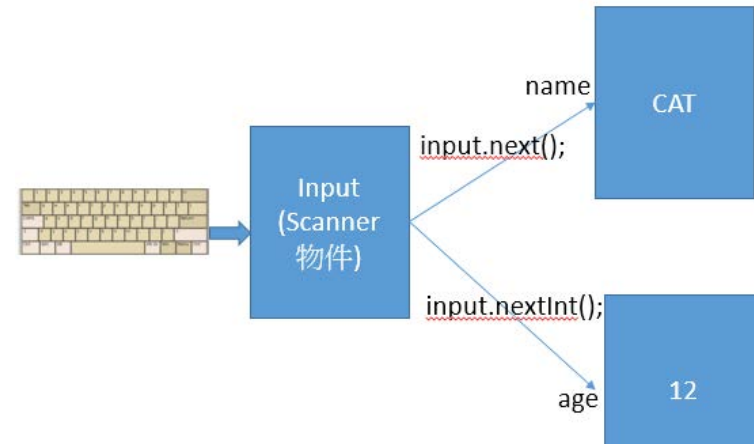 name
CAT
input.next();
Input
(Scanner
物件)
input.nextInt();
age
12